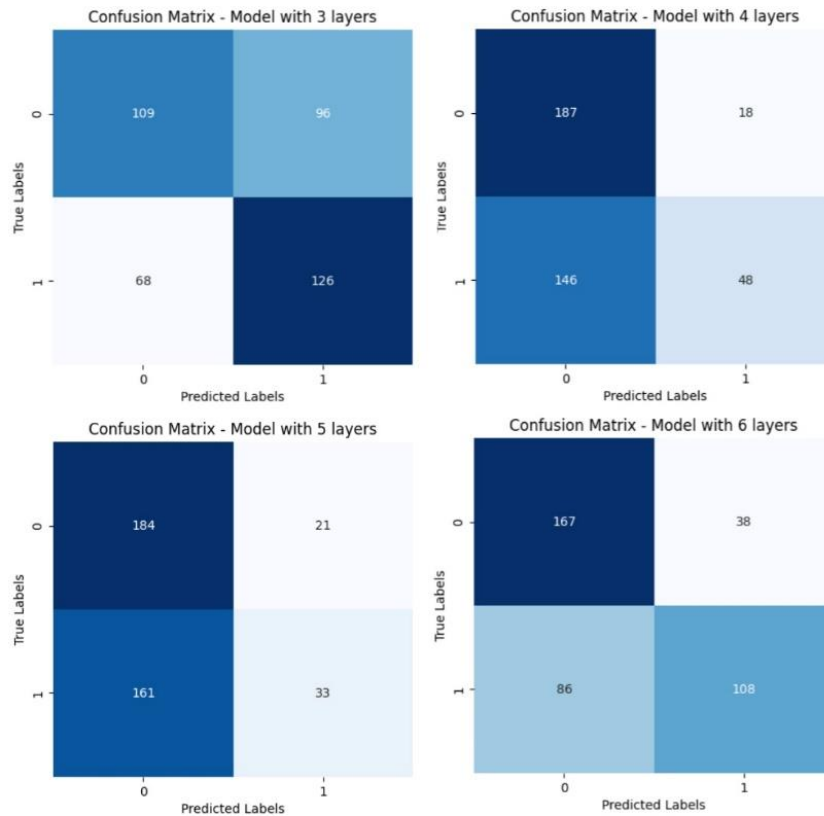 Confusion Matrix - Model with 3 layers
109 96
68 126
0
1
True Labels
0 1
Predicted Labels
Confusion Matrix - Model with 4 layers
187 18
146 48
0
1
True Labels
0 1
Predicted Labels
Confusion Matrix - Model with 5 layers
184 21
161 33
0
1
True Labels
0 1
Predicted Labels
Confusion Matrix - Model with 6 layers
167 38
86 108
0
1
True Labels
0 1
Predicted Labels